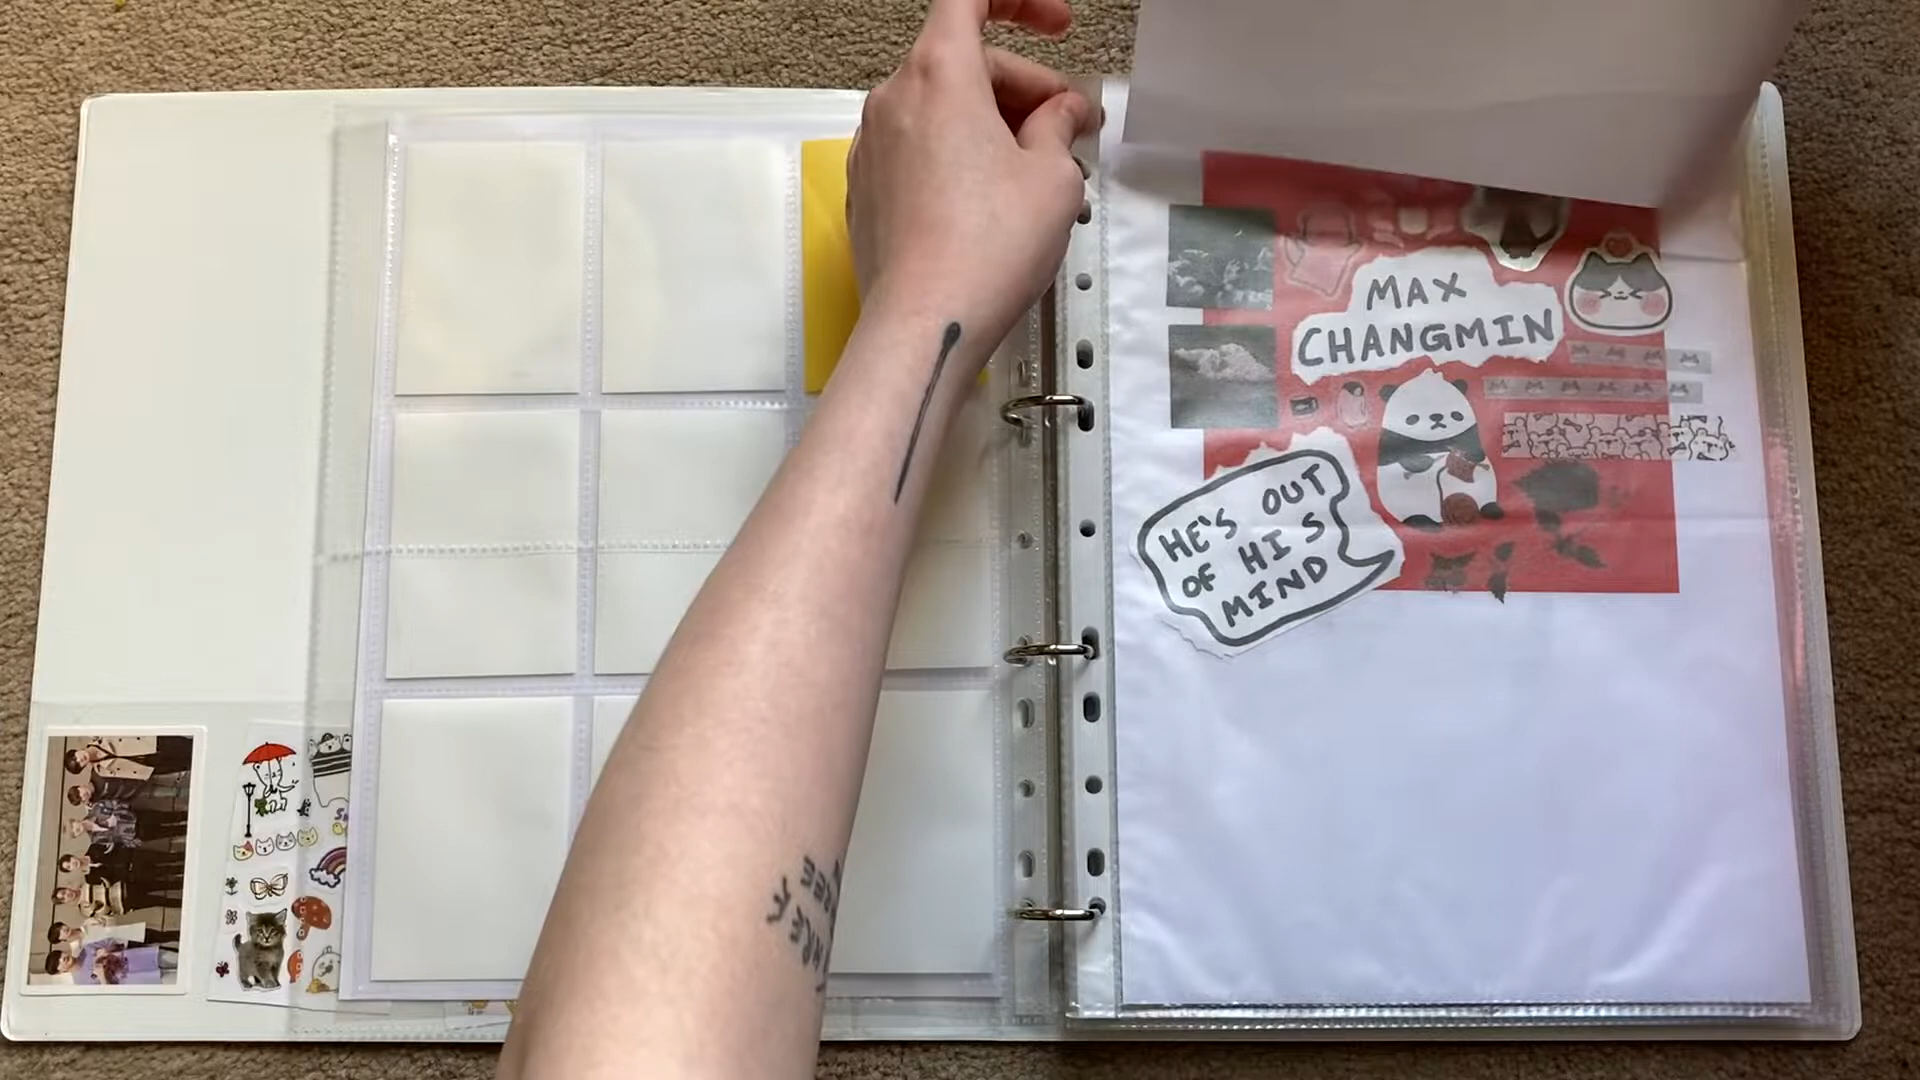 MAX
CHANGMIN
HE'S OUT
OF HIS
MIND